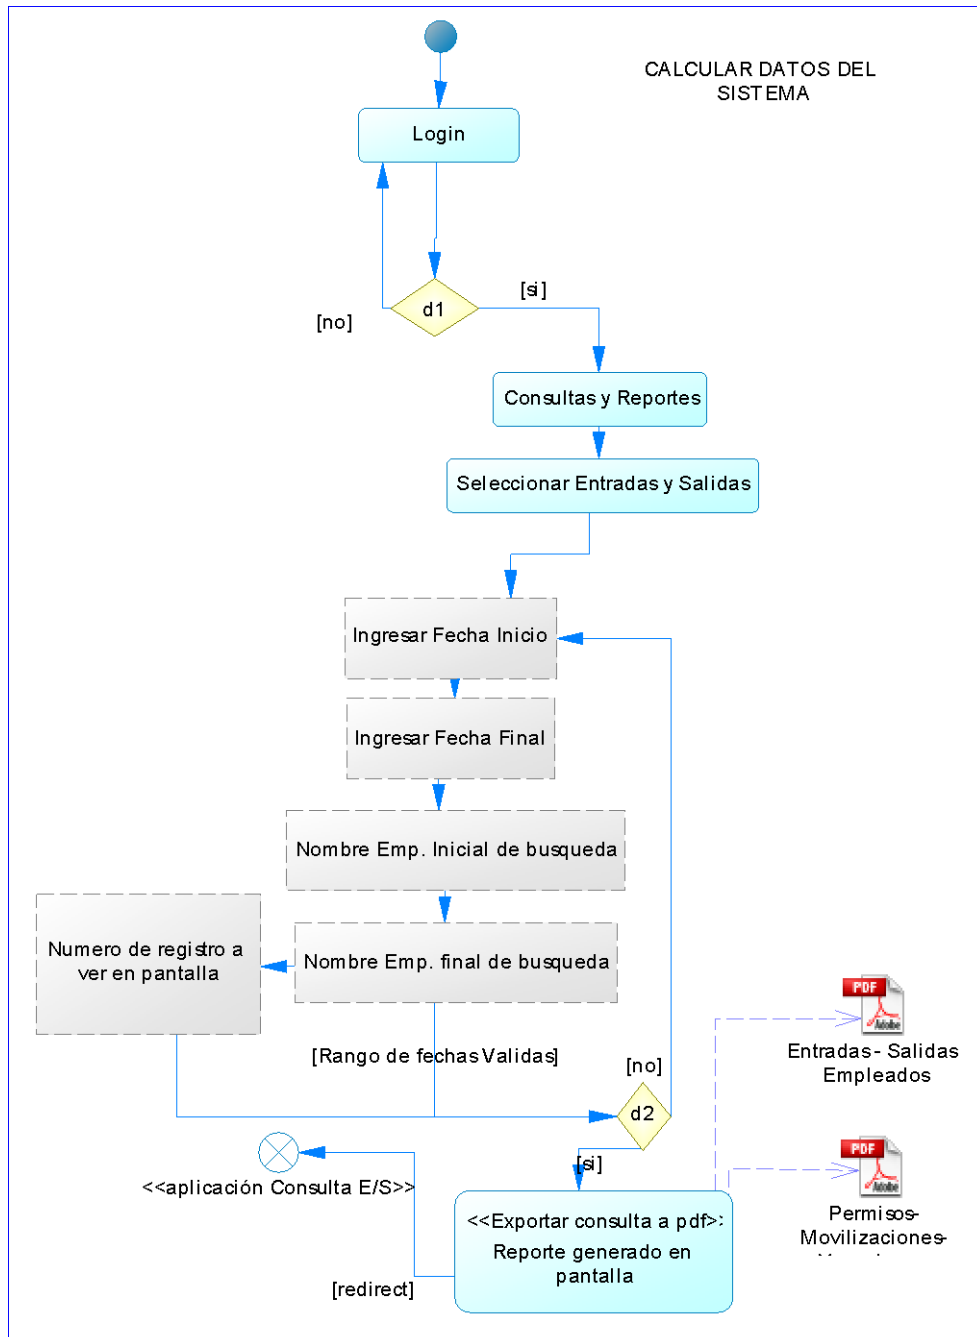 CALCULAR DATOS DEL
SISTEMA
Login
d1
[si]
[no]
Consultas y Reportes
Seleccionar Entradas y Salidas
Ingresar Fecha Inicio
Ingresar Fecha Final
Nombre Emp. Inicial de busqueda
Numero de registro a
ver en pantalla
Nombre Emp. final de busqueda
[Rango de fechas Validas]
[no]
d2
[si]
PDF
Adobe
Entradas- Salidas
Empleados
<<aplicación Consulta E/S>>
<<Exportar consulta a pdf>>
Reporte generado en
pantalla
[redirect]
PDF
Adobe
Permisos-
Movilizaciones-